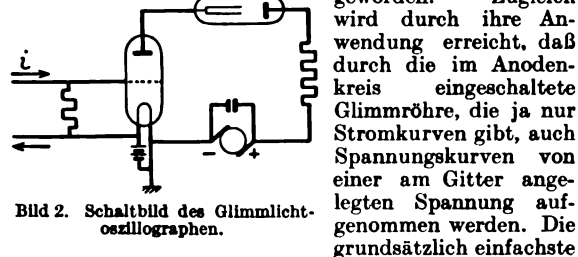 i
- +
Bild 2. Schaltbild des Glimmlicht-
oszillographen.
wird durch ihre An-
wendung erreicht, daß
durch die im Anoden-
kreis eingeschaltete
Glimmröhre, die ja nur
Stromkurven gibt, auch
Spannungskurven von
einer am Gitter ange-
legten Spannung auf-
genommen werden. Die
grundsätzlich einfachste